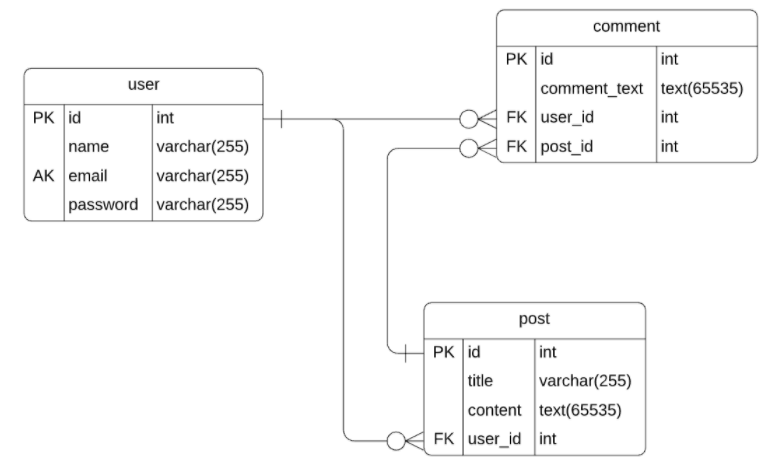 user
PK id int
name varchar(255)
AK email varchar(255)
password varchar(255)
comment
PK id int
comment_text text(65535)
FK user_id int
FK post_id int
post
PK id int
title varchar(255)
content text(65535)
FK user_id int